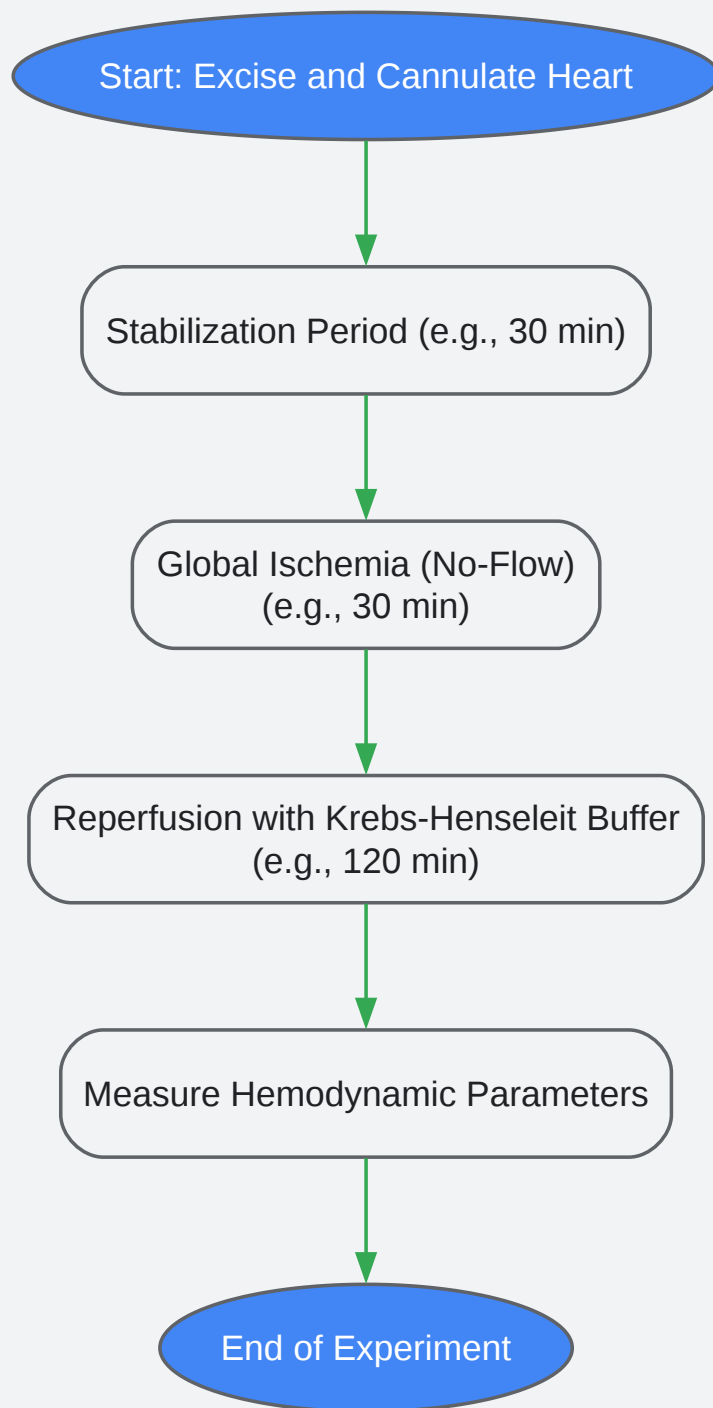 Start: Excise and Cannulate Heart
Stabilization Period (e.g., 30 min)
Global Ischemia (No-Flow)
(e.g., 30 min)
Reperfusion with Krebs-Henseleit Buffer
(e.g., 120 min)
Measure Hemodynamic Parameters
End of Experiment